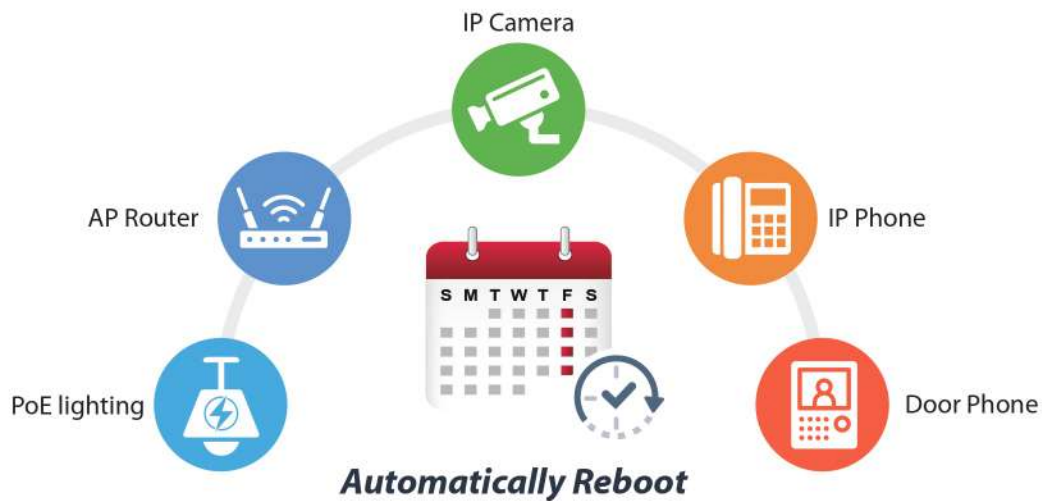 IP Camera
AP Router
IP Phone
S M T W T F S
PoE lighting
Door Phone
Automatically Reboot